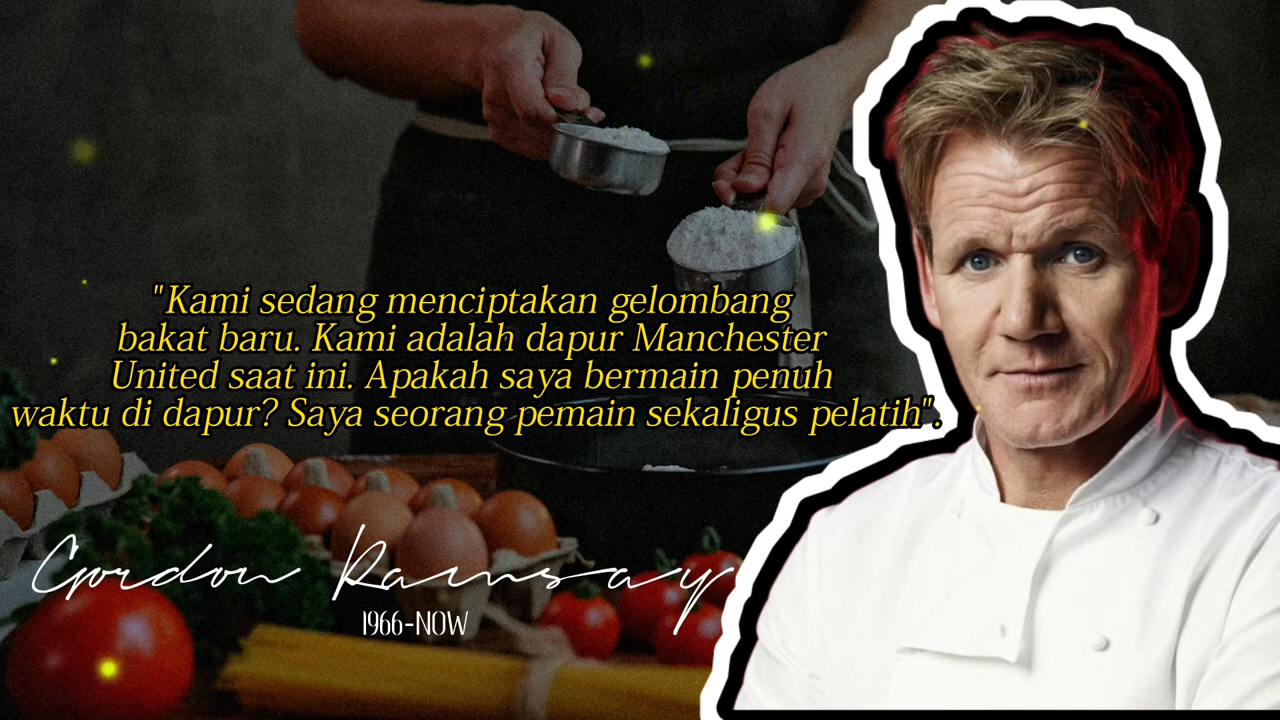 "Kami sedang menciptakan gelombang
bakat baru. Kami adalah dapur Manchester
United saat ini. Apakah saya bermain penuh
waktu di dapur? Saya seorang pemain sekaligus pelatih".
Gordon Ramsay
1966-NOW